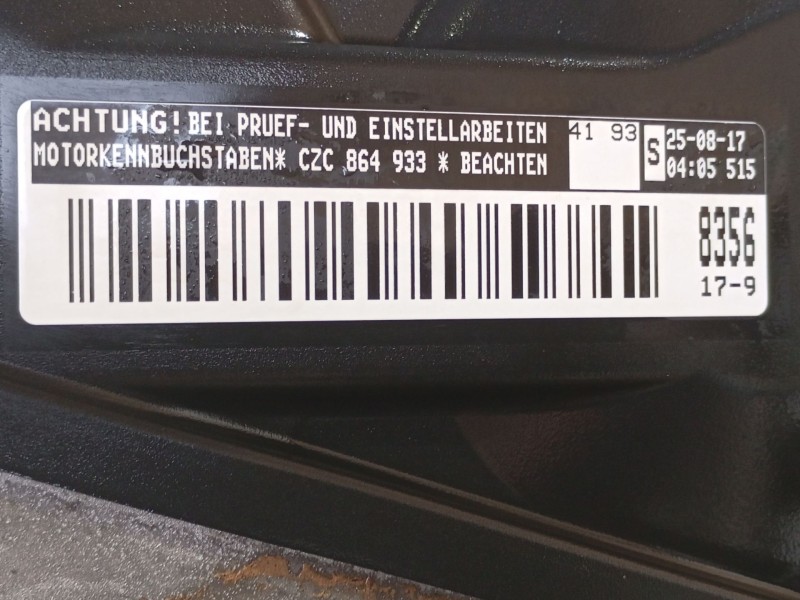 ACHTUNG! BEI PRUEF- UND EINSTELLARBEITEN
MOTORKENNBUCHSTABEN* CZC 864 933 * BEACHTEN
41 93
S
25-08-17
04:05 515
8356
17-9